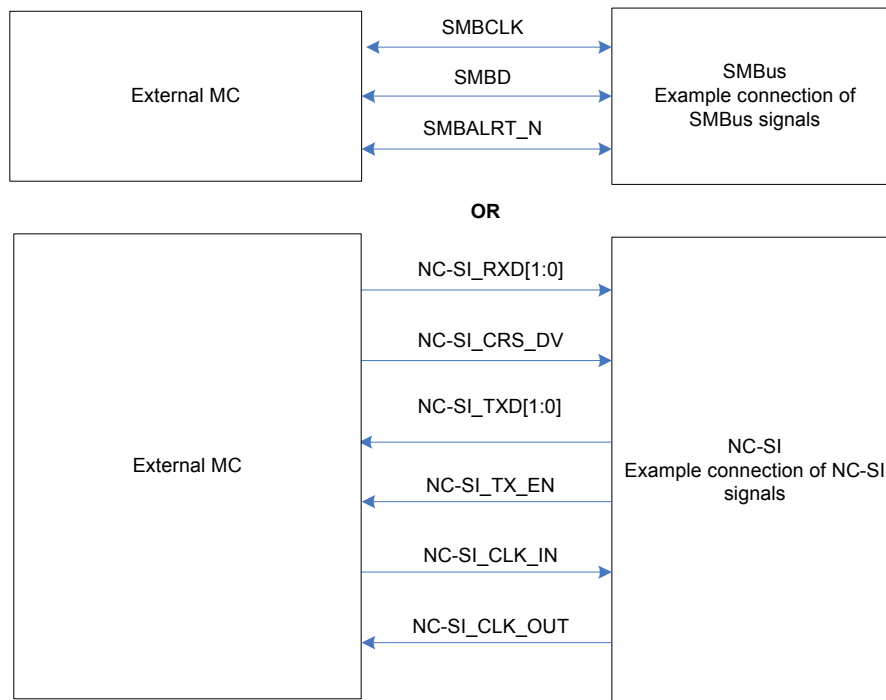 SMBCLK
SMBD
SMBALRT_N
External MC
SMBus
Example connection of
SMBus signals
OR
NC-SI_RXD[1:0]
NC-SI_CRS_DV
NC-SI_TXD[1:0]
NC-SI_TX_EN
NC-SI_CLK_IN
NC-SI_CLK_OUT
External MC
NC-SI
Example connection of NC-SI
signals